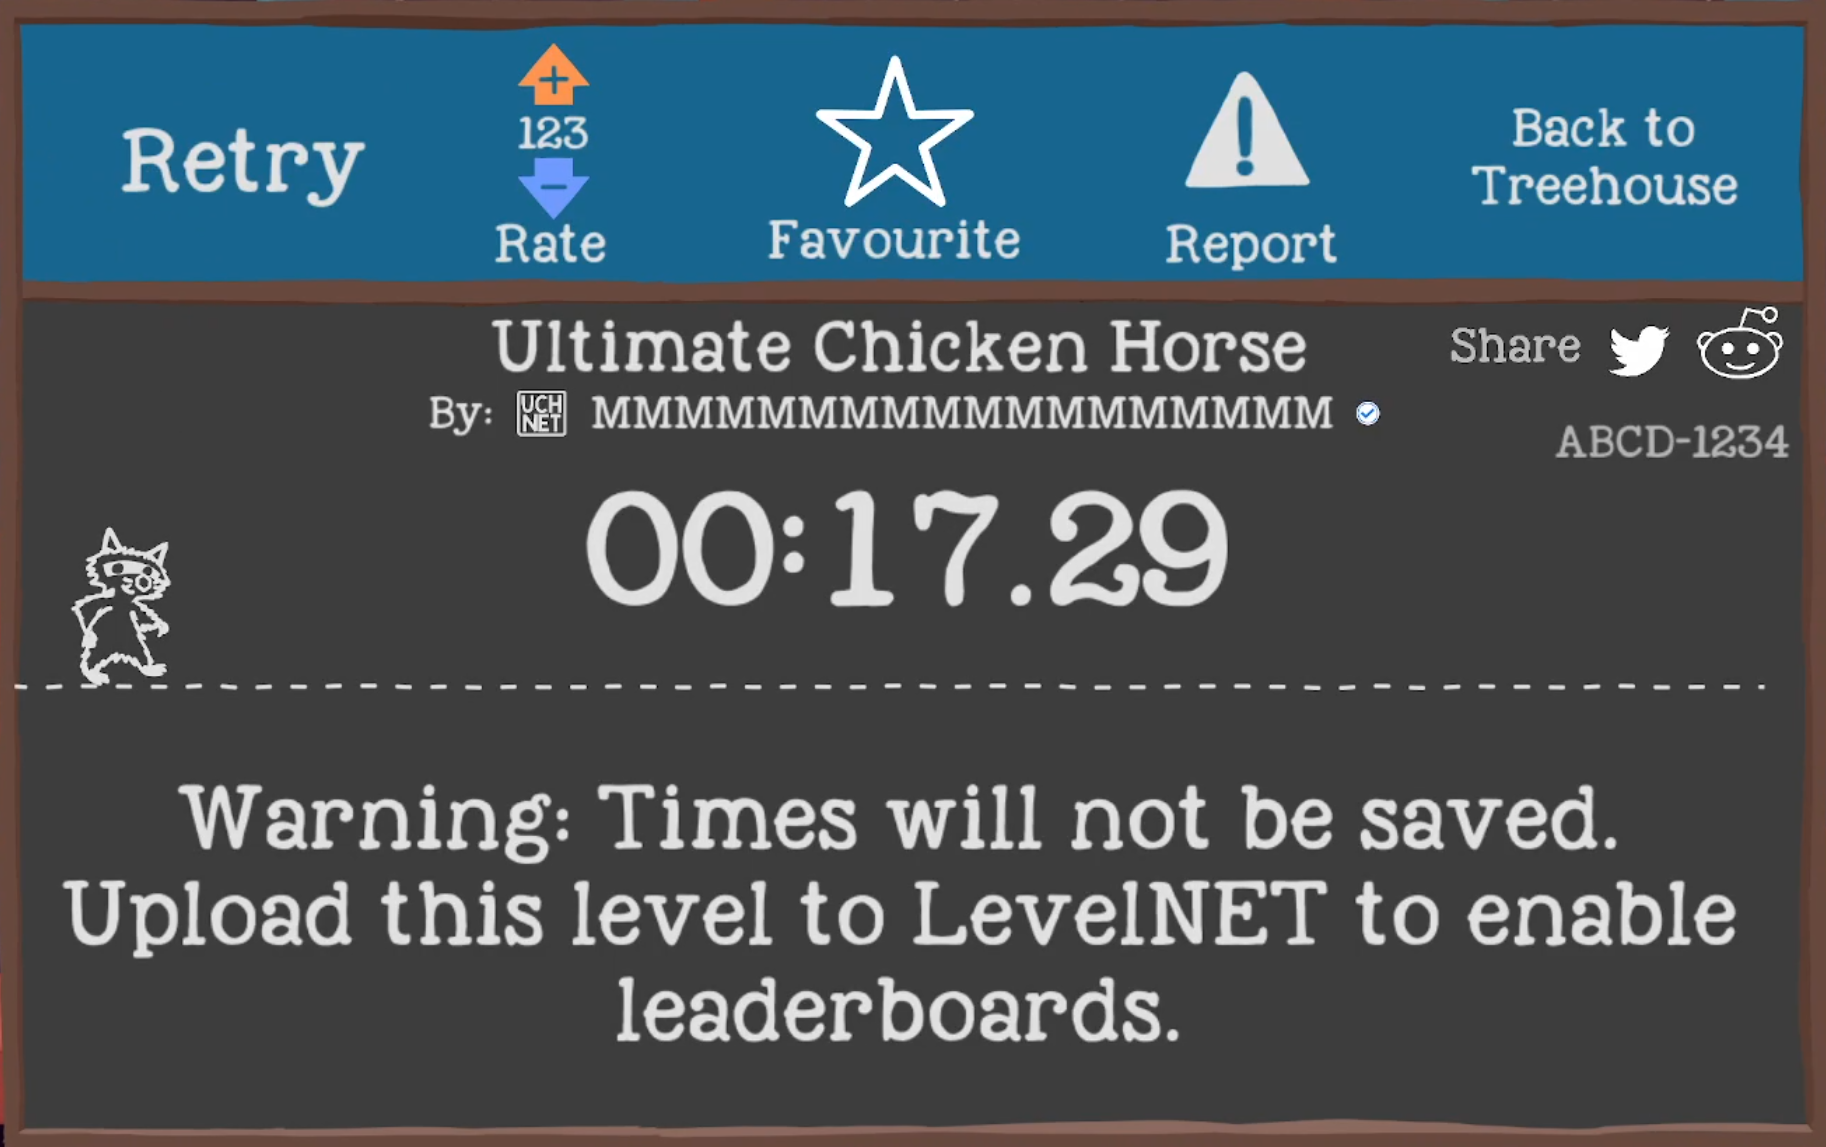 Retry
+
123
-
Rate
Favourite
!
Report
Back to
Treehouse
Ultimate Chicken Horse
Share
By: UCH NET MMMMMMMMMMMMMMMMMM
ABCD-1234
00:17.29
Warning: Times will not be saved.
Upload this level to LevelNET to enable
leaderboards.